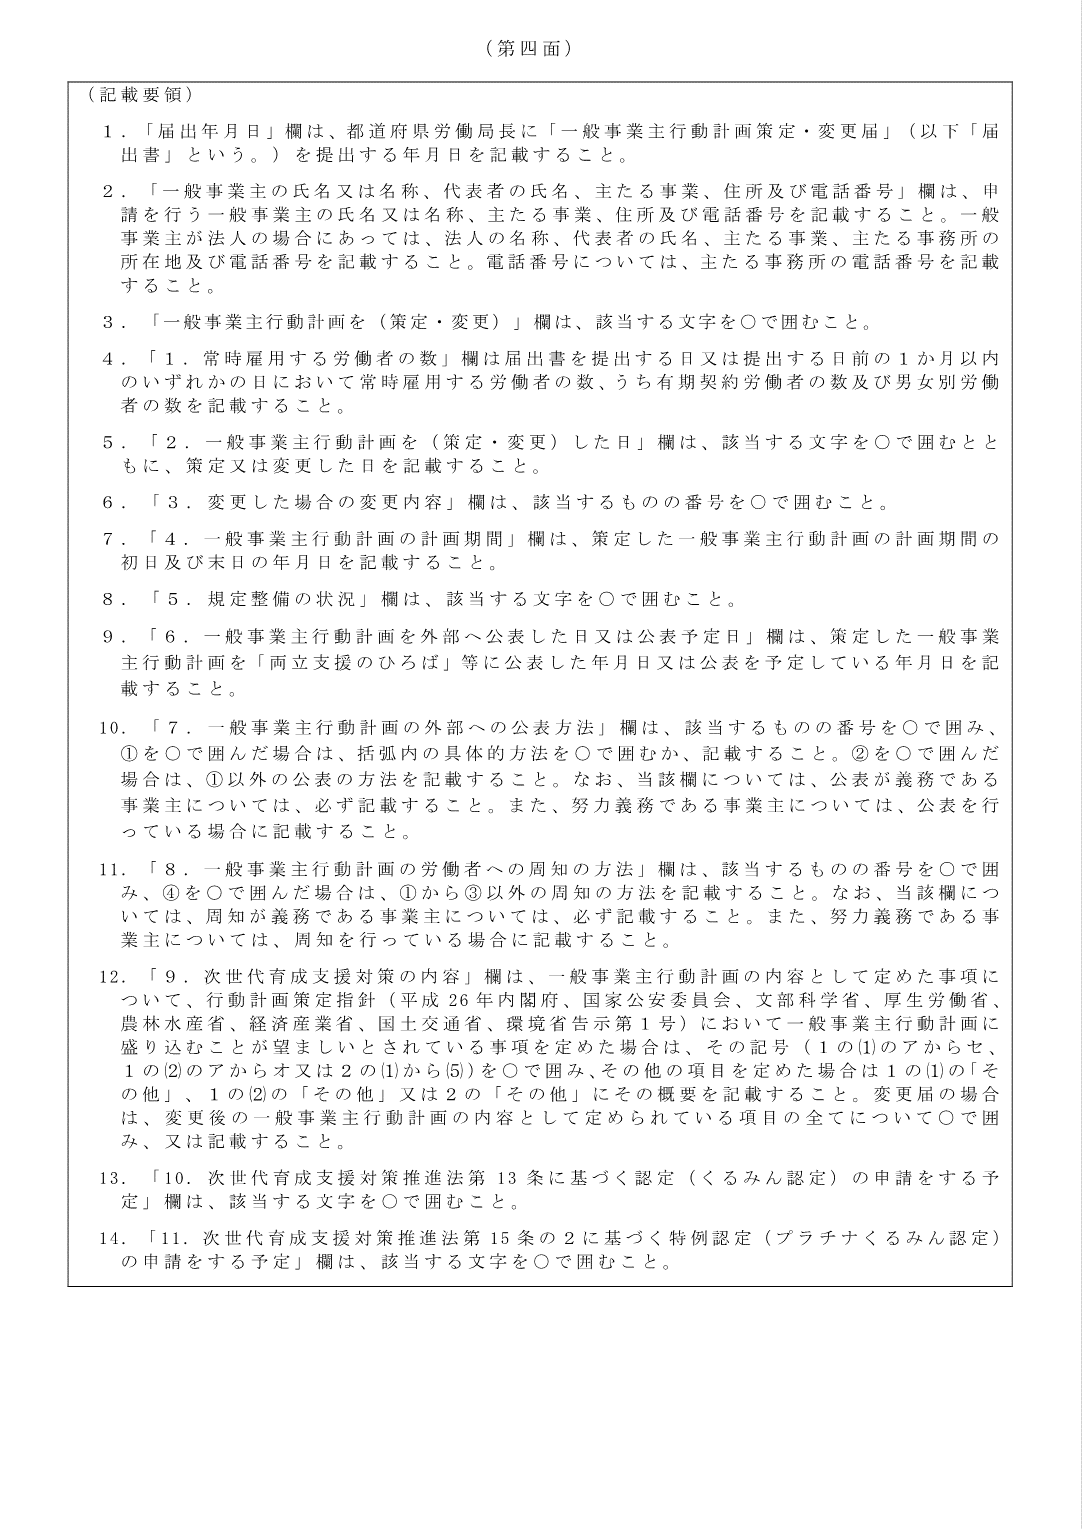 （第四面）
（記載要領）
１．「届出年月日」欄は、都道府県労働局長に「一般事業主行動計画策定・変更届」（以下「届
出書」という。）を提出する年月日を記載すること。
２．「一般事業主の氏名又は名称、代表者の氏名、主たる事業、住所及び電話番号」欄は、申
請を行う一般事業主の氏名又は名称、主たる事業、住所及び電話番号を記載すること。一般
事業主が法人の場合にあっては、法人の名称、代表者の氏名、主たる事業、主たる事務所の
所在地及び電話番号を記載すること。電話番号については、主たる事務所の電話番号を記載
すること。
３．「一般事業主行動計画を（策定・変更）」欄は、該当する文字を○で囲むこと。
４．「１．常時雇用する労働者の数」欄は届出書を提出する日又は提出する日前の１か月以内
のいずれかの日において常時雇用する労働者の数、うち有期契約労働者の数及び男女別労働
者の数を記載すること。
５．「２．一般事業主行動計画を（策定・変更）した日」欄は、該当する文字を○で囲むとと
もに、策定又は変更した日を記載すること。
６．「３．変更した場合の変更内容」欄は、該当するものの番号を○で囲むこと。
７．「４．一般事業主行動計画の計画期間」欄は、策定した一般事業主行動計画の計画期間の
初日及び末日の年月日を記載すること。
８．「５．規定整備の状況」欄は、該当する文字を○で囲むこと。
９．「６．一般事業主行動計画を外部へ公表した日又は公表予定日」欄は、策定した一般事業
主行動計画を「両立支援のひろば」等に公表した年月日又は公表を予定している年月日を記
載すること。
10．「７．一般事業主行動計画の外部への公表方法」欄は、該当するものの番号を○で囲み、
①を○で囲んだ場合は、括弧内の具体的方法を○で囲むか、記載すること。②を○で囲んだ
場合は、①以外の公表の方法を記載すること。なお、当該欄については、公表が義務である
事業主については、必ず記載すること。また、努力義務である事業主については、公表を行
っている場合に記載すること。
11．「８．一般事業主行動計画の労働者への周知の方法」欄は、該当するものの番号を○で囲
み、④を○で囲んだ場合は、①から③以外の周知の方法を記載すること。なお、当該欄につ
いては、周知が義務である事業主については、必ず記載すること。また、努力義務である事
業主については、周知を行っている場合に記載すること。
12．「９．次世代育成支援対策の内容」欄は、一般事業主行動計画の内容として定めた事項に
ついて、行動計画策定指針（平成 26 年内閣府、国家公安委員会、文部科学省、厚生労働省、
農林水産省、経済産業省、国土交通省、環境省告示第１号）において一般事業主行動計画に
盛り込むことが望ましいとされている事項を定めた場合は、その記号（１の⑴のアからセ、
１の⑵のアからオ又は２の⑴から⑸）を○で囲み、その他の項目を定めた場合は１の⑴の「そ
の他」、１の⑵の「その他」又は２の「その他」にその概要を記載すること。変更届の場合
は、変更後の一般事業主行動計画の内容として定められている項目の全てについて○で囲
み、又は記載すること。
13．「10．次世代育成支援対策推進法第 13 条に基づく認定（くるみん認定）の申請をする予
定」欄は、該当する文字を○で囲むこと。
14．「11．次世代育成支援対策推進法第 15 条の２に基づく特例認定（プラチナくるみん認定）
の申請をする予定」欄は、該当する文字を○で囲むこと。